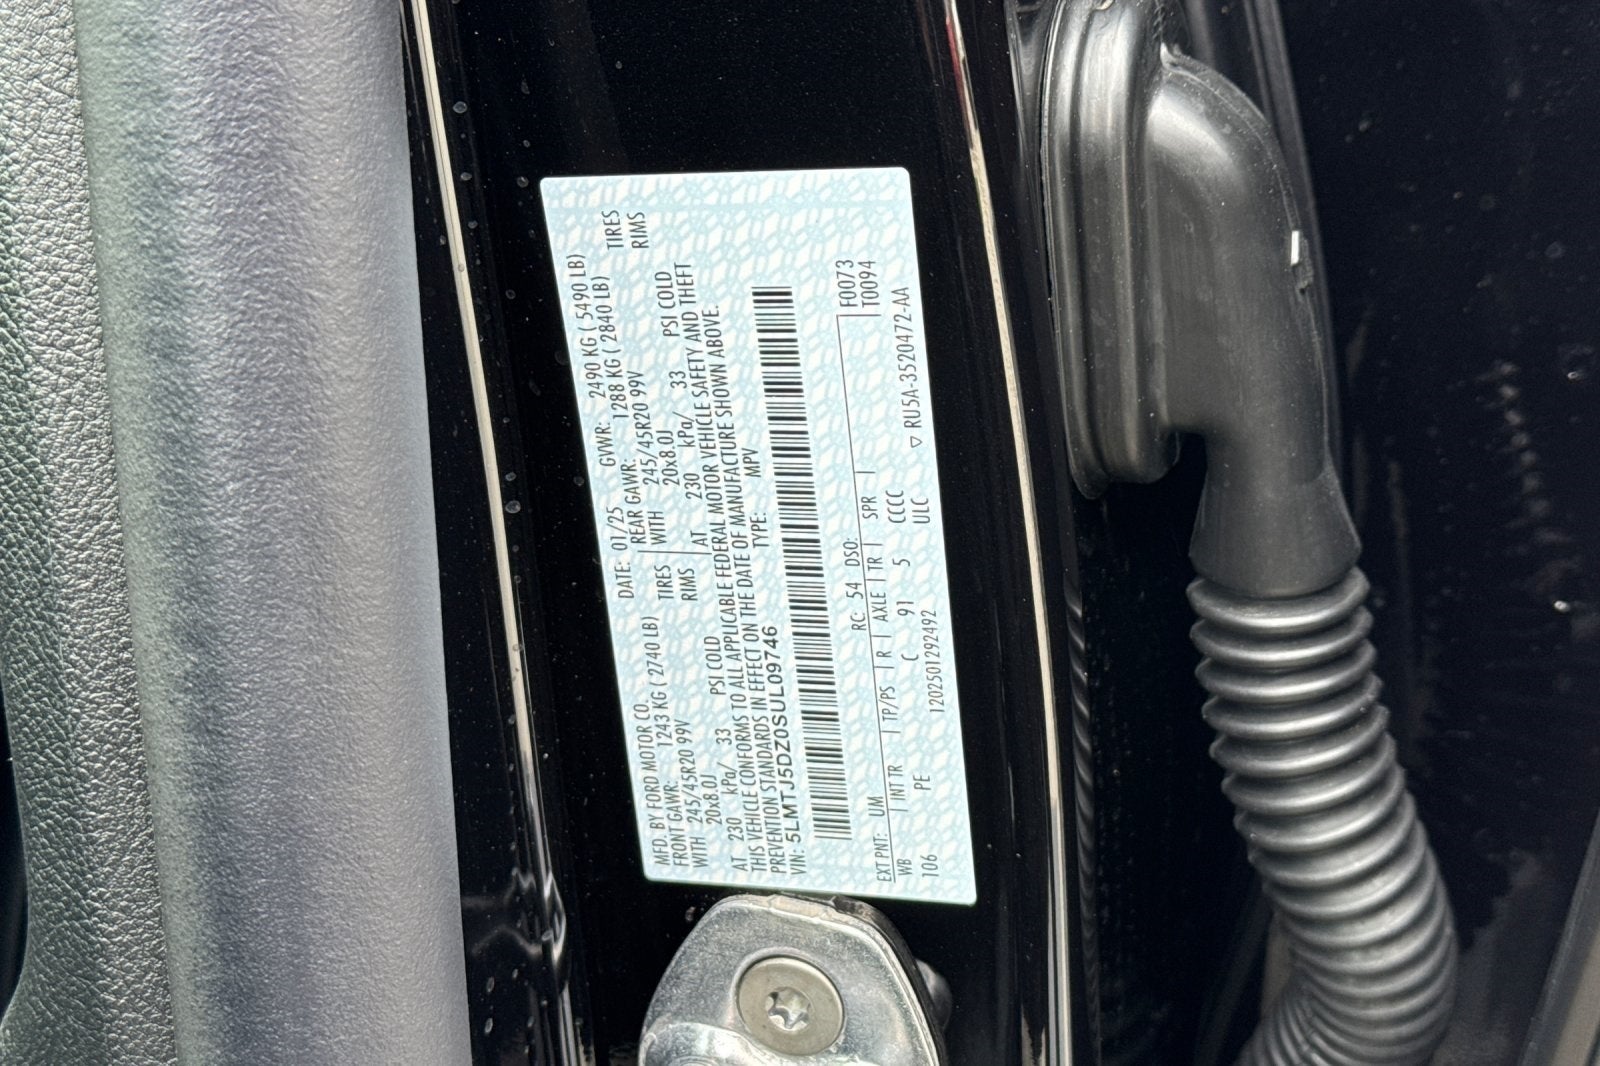 MFD. BY FORD MOTOR CO. DATE: 01/25 GVWR: 2490 KG ( 5490 LB)
FRONT GAWR: 1243 KG ( 2740 LB) REAR GAWR: 1288 KG ( 2840 LB)
WITH 245/45R20 99V TIRES WITH 245/45R20 99V TIRES
20x8.0J RIMS 20x8.0J RIMS
AT 230 kPa/ 33 PSI COLD AT 230 kPa/ 33 PSI COLD
THIS VEHICLE CONFORMS TO ALL APPLICABLE FEDERAL MOTOR VEHICLE SAFETY AND THEFT
PREVENTION STANDARDS IN EFFECT ON THE DATE OF MANUFACTURE SHOWN ABOVE.
VIN: 5LMTJ5DZ0SUL09746 TYPE: MPV
F0073
T0094
EXT PNT: UM RC: 54 DSO:
WB INT TR TP/PS R AXLE TR SPR
106 PE C 91 5 CCCC
ULC
1202501292492
▽ RU5A-3520472-AA